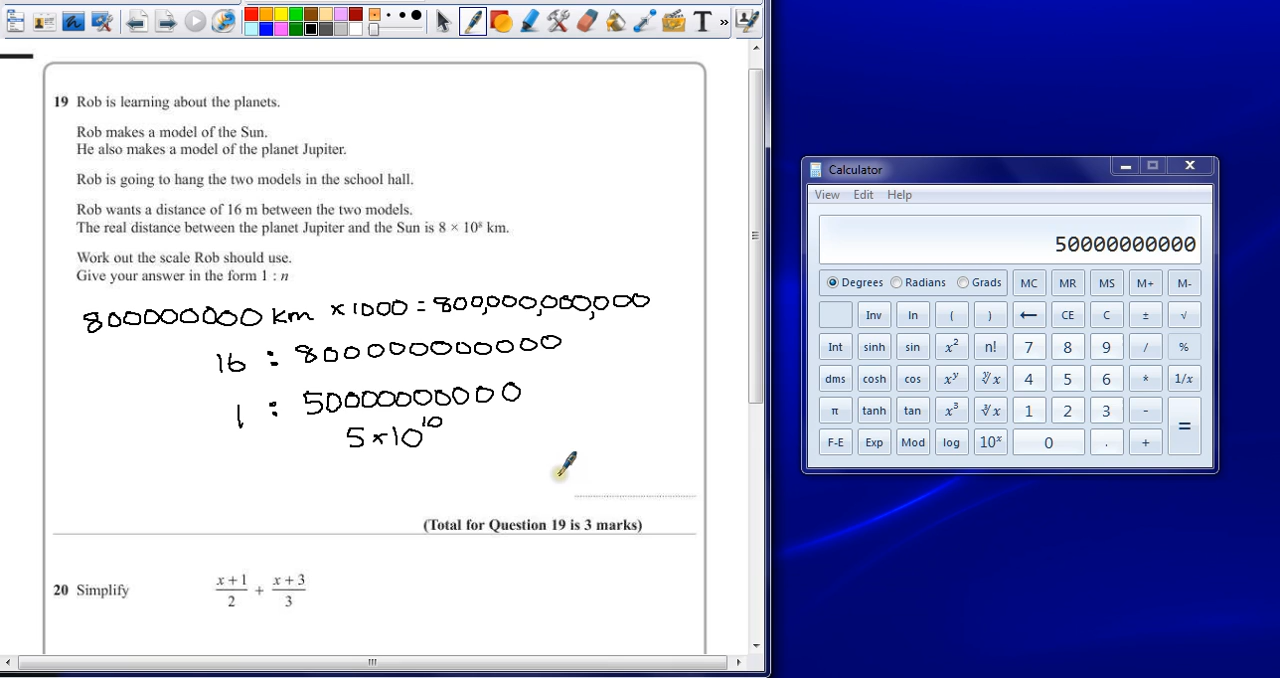 19 Rob is learning about the planets.
Rob makes a model of the Sun.
He also makes a model of the planet Jupiter.
Rob is going to hang the two models in the school hall.
Rob wants a distance of 16 m between the two models.
The real distance between the planet Jupiter and the Sun is 8 × 10⁸ km.
Work out the scale Rob should use.
Give your answer in the form 1 : n
800000000 km ×1000 = 800,000,000,000
16 : 800000000000
1 : 50000000000
5 × 10¹⁰
(Total for Question 19 is 3 marks)
20 Simplify x + 1 / 2 + x + 3 / 3
T »
Calculator
View Edit Help
50000000000
Degrees Radians Grads MC MR MS M+ M-
Inv ln ( ) ← CE C ± √
Int sinh sin x² n! 7 8 9 / %
dms cosh cos xʸ ʸ√x 4 5 6 * 1/x
π tanh tan x³ ³√x 1 2 3 - =
F-E Exp Mod log 10ˣ 0 . +